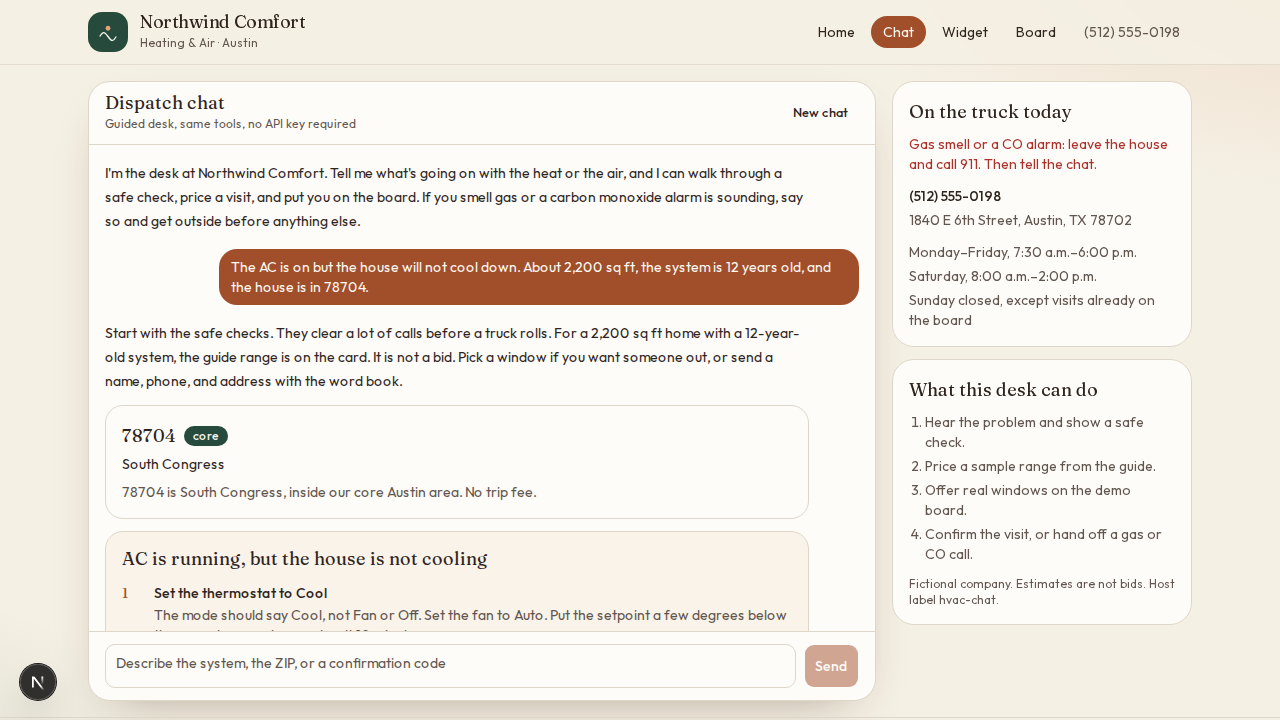 Northwind Comfort
Heating & Air · Austin
Home
Chat
Widget
Board
(512) 555-0198
Dispatch chat
Guided desk, same tools, no API key required
New chat
I'm the desk at Northwind Comfort. Tell me what's going on with the heat or the air, and I can walk through a
safe check, price a visit, and put you on the board. If you smell gas or a carbon monoxide alarm is sounding, say
so and get outside before anything else.
The AC is on but the house will not cool down. About 2,200 sq ft, the system is 12 years old, and
the house is in 78704.
Start with the safe checks. They clear a lot of calls before a truck rolls. For a 2,200 sq ft home with a 12-year-
old system, the guide range is on the card. It is not a bid. Pick a window if you want someone out, or send a
name, phone, and address with the word book.
78704 core
South Congress
78704 is South Congress, inside our core Austin area. No trip fee.
AC is running, but the house is not cooling
1 Set the thermostat to Cool
The mode should say Cool, not Fan or Off. Set the fan to Auto. Put the setpoint a few degrees below
Describe the system, the ZIP, or a confirmation code
Send
On the truck today
Gas smell or a CO alarm: leave the house
and call 911. Then tell the chat.
(512) 555-0198
1840 E 6th Street, Austin, TX 78702
Monday–Friday, 7:30 a.m.–6:00 p.m.
Saturday, 8:00 a.m.–2:00 p.m.
Sunday closed, except visits already on
the board
What this desk can do
1. Hear the problem and show a safe
check.
2. Price a sample range from the guide.
3. Offer real windows on the demo
board.
4. Confirm the visit, or hand off a gas or
CO call.
Fictional company. Estimates are not bids. Host
label hvac-chat.
N